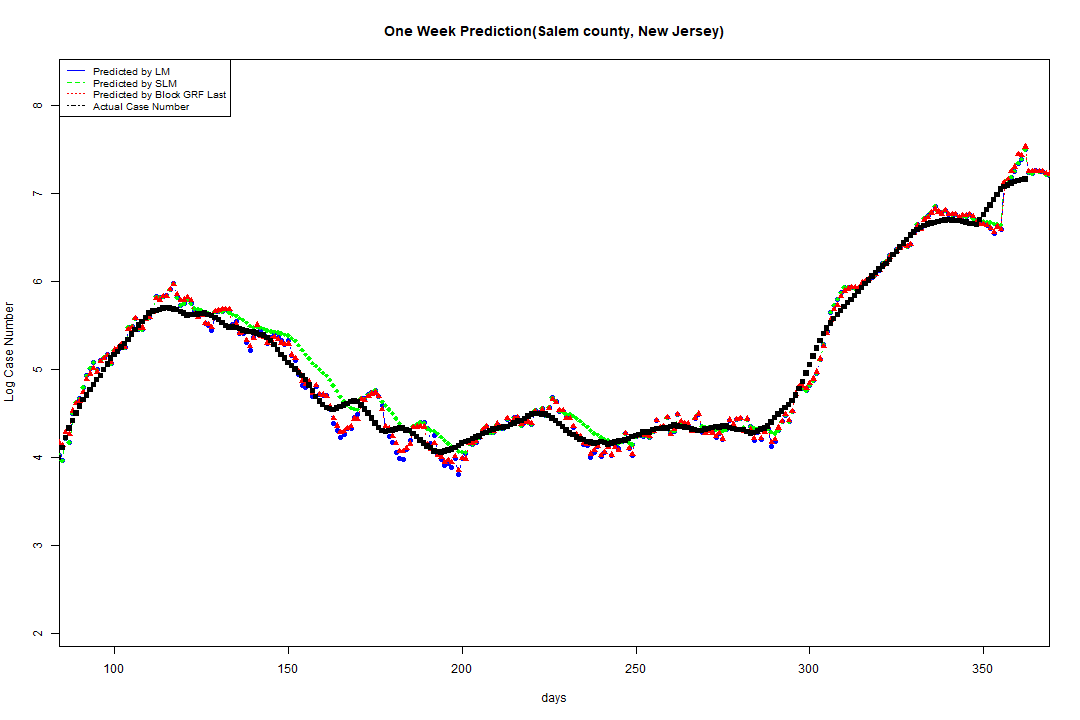 One Week Prediction(Salem county, New Jersey)
Predicted by LM
Predicted by SLM
Predicted by Block GRF Last
Actual Case Number
8
7
6
5
4
3
2
Log Case Number
100 150 200 250 300 350
days